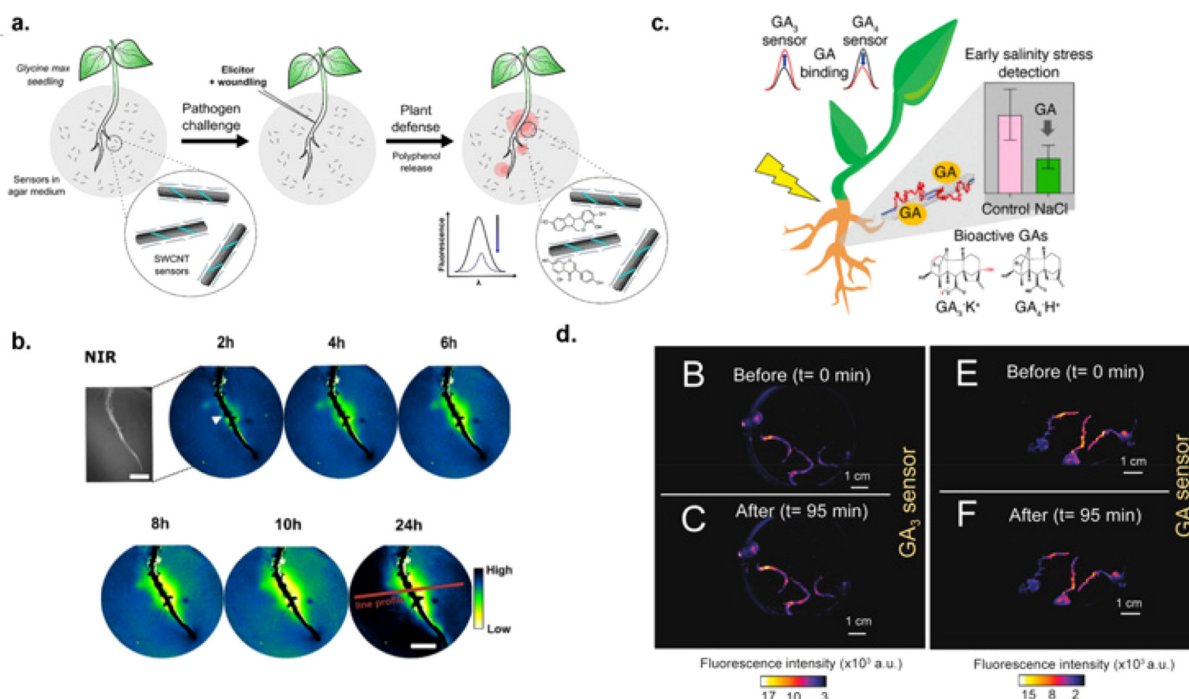 a.
Glycine max
seedling
Sensors in
agar medium
Pathogen
challenge
SWCNT
sensors
Elicitor
+ woundling
Plant
defense
Polyphenol
release
Fluorescence
λ
b.
NIR
2h
4h
6h
8h
10h
24h
line profile
High
Low
c.
GA₃
sensor
GA₄
sensor
GA
binding
Early salinity stress
detection
GA
Control NaCl
GA
GA
Bioactive GAs
GA₃⁻K⁺
GA₄⁻H⁺
d.
B
Before (t= 0 min)
1 cm
C
After (t= 95 min)
1 cm
GA₃ sensor
Fluorescence intensity (x10³ a.u.)
17 10 3
E
Before (t= 0 min)
1 cm
F
After (t= 95 min)
1 cm
GA sensor
Fluorescence intensity (x10³ a.u.)
15 8 2